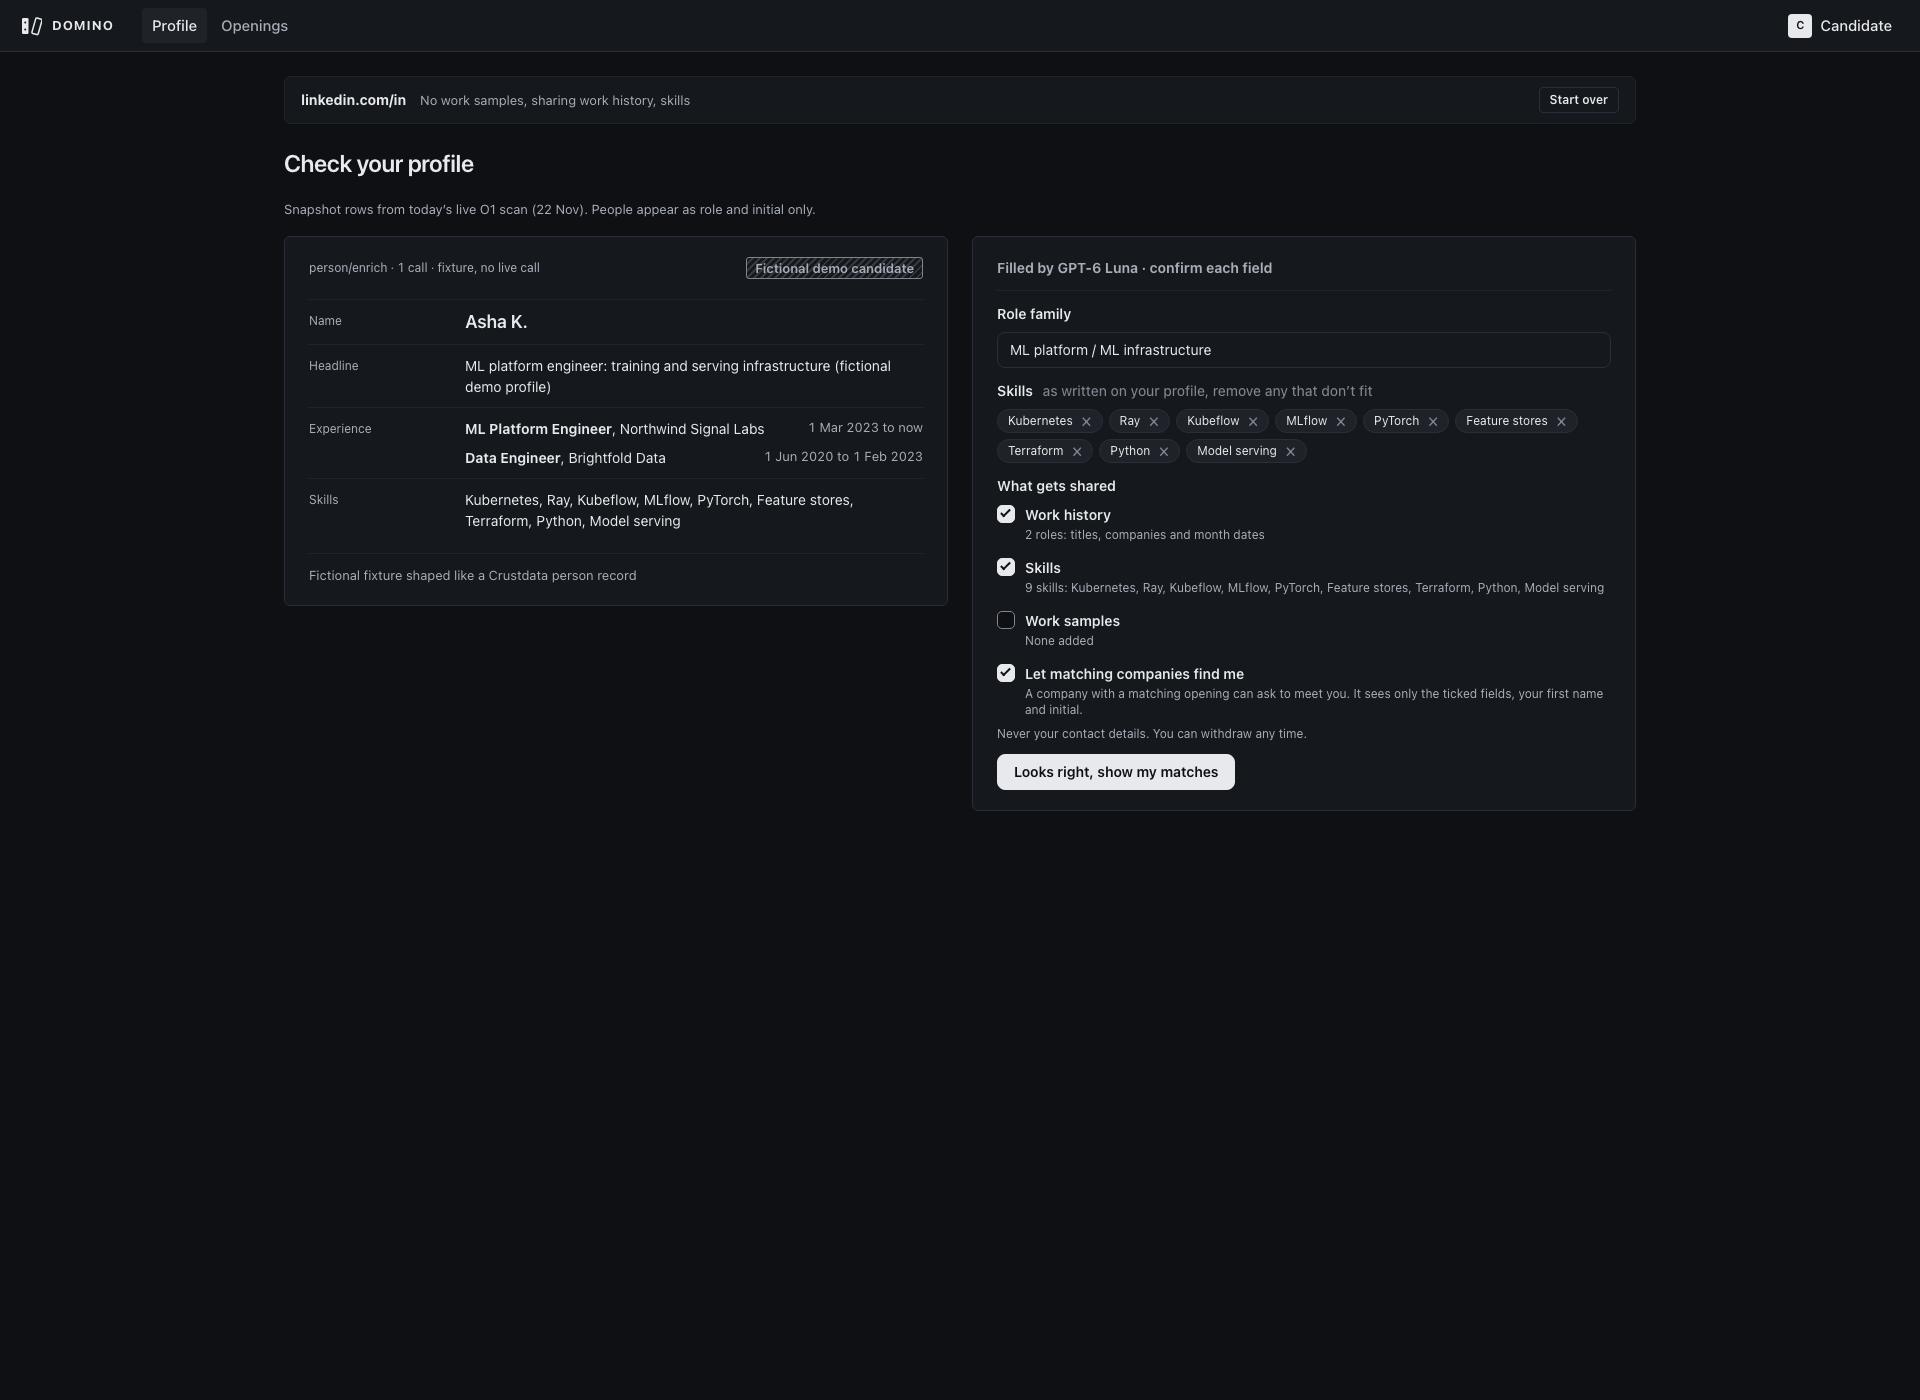 DOMINO
Profile
Openings
C
Candidate
linkedin.com/in
No work samples, sharing work history, skills
Start over
Check your profile
Snapshot rows from today’s live O1 scan (22 Nov). People appear as role and initial only.
person/enrich · 1 call · fixture, no live call
Fictional demo candidate
Name
Asha K.
Headline
ML platform engineer: training and serving infrastructure (fictional
demo profile)
Experience
ML Platform Engineer, Northwind Signal Labs
1 Mar 2023 to now
Data Engineer, Brightfold Data
1 Jun 2020 to 1 Feb 2023
Skills
Kubernetes, Ray, Kubeflow, MLflow, PyTorch, Feature stores,
Terraform, Python, Model serving
Fictional fixture shaped like a Crustdata person record
Filled by GPT-6 Luna · confirm each field
Role family
ML platform / ML infrastructure
Skills as written on your profile, remove any that don’t fit
Kubernetes
Ray
Kubeflow
MLflow
PyTorch
Feature stores
Terraform
Python
Model serving
What gets shared
Work history
2 roles: titles, companies and month dates
Skills
9 skills: Kubernetes, Ray, Kubeflow, MLflow, PyTorch, Feature stores, Terraform, Python, Model serving
Work samples
None added
Let matching companies find me
A company with a matching opening can ask to meet you. It sees only the ticked fields, your first name
and initial.
Never your contact details. You can withdraw any time.
Looks right, show my matches